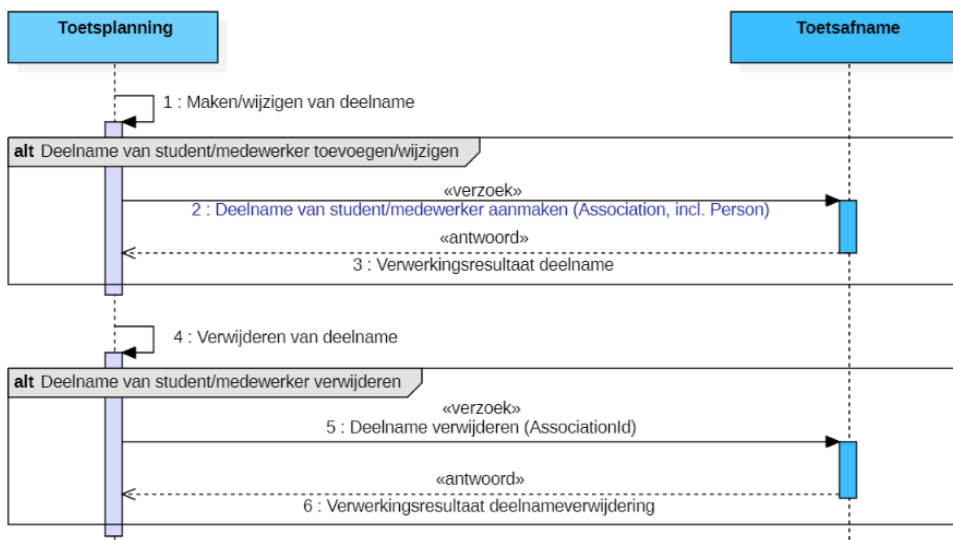 Toetsplanning
Toetsafname
1 : Maken/wijzigen van deelname
alt Deelname van student/medewerker toevoegen/wijzigen
«verzoek»
2 : Deelname van student/medewerker aanmaken (Association, incl. Person)
«antwoord»
3 : Verwerkingsresultaat deelname
4 : Verwijderen van deelname
alt Deelname van student/medewerker verwijderen
«verzoek»
5 : Deelname verwijderen (AssociationId)
«antwoord»
6 : Verwerkingsresultaat deelnameverwijdering